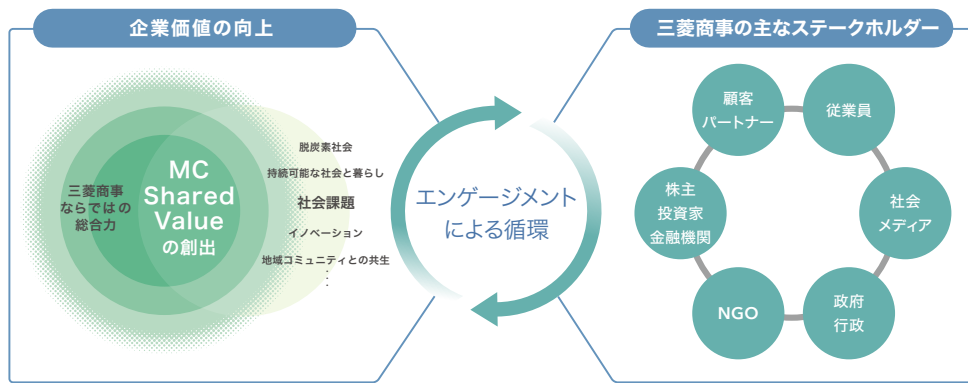 企業価値の向上
三菱商事
ならではの
総合力
MC
Shared
Value
の創出
脱炭素社会
持続可能な社会と暮らし
社会課題
イノベーション
地域コミュニティとの共生
エンゲージメント
による循環
三菱商事の主なステークホルダー
顧客
パートナー
従業員
株主
投資家
金融機関
社会
メディア
NGO
政府
行政